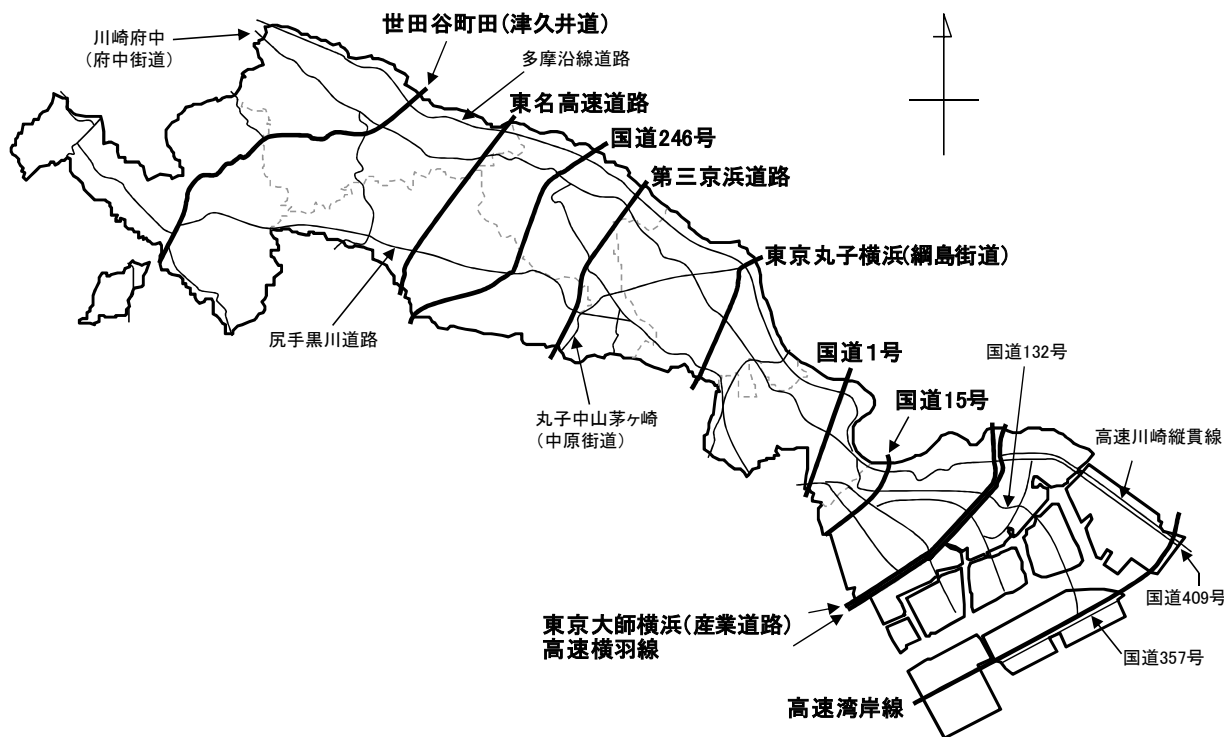 世田谷町田(津久井道)
川崎府中
(府中街道)
多摩沿線道路
東名高速道路
国道246号
第三京浜道路
東京丸子横浜(綱島街道)
尻手黒川道路
国道1号
国道132号
国道15号
丸子中山茅ヶ崎
(中原街道)
高速川崎縦貫線
国道409号
東京大師横浜(産業道路)
高速横羽線
国道357号
高速湾岸線